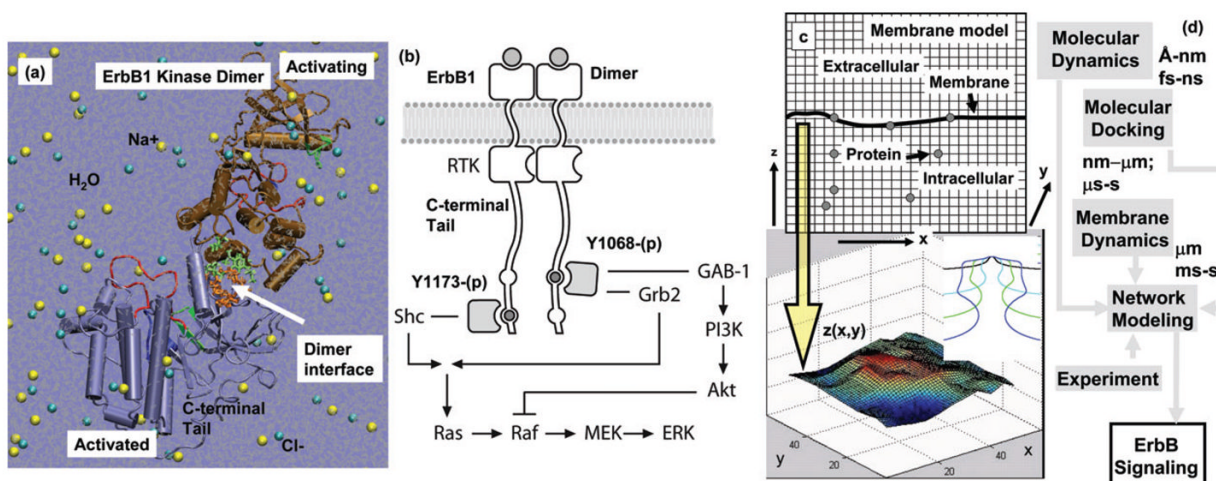 (a)
ErbB1 Kinase Dimer
Activating
Na+
H2O
Dimer
interface
C-terminal
Tail
Activated
Cl-
(b)
ErbB1
Dimer
RTK
C-terminal
Tail
Y1068-(p)
Y1173-(p)
GAB-1
Grb2
Shc
PI3K
Akt
Ras
Raf
MEK
ERK
c
Membrane model
Extracellular
Membrane
Protein
Intracellular
z
y
x
z(x,y)
40
20
y
20
40
x
(d)
Molecular
Dynamics
Å-nm
fs-ns
Molecular
Docking
nm–μm;
μs-s
Membrane
Dynamics
μm
ms-s
Network
Modeling
Experiment
ErbB
Signaling